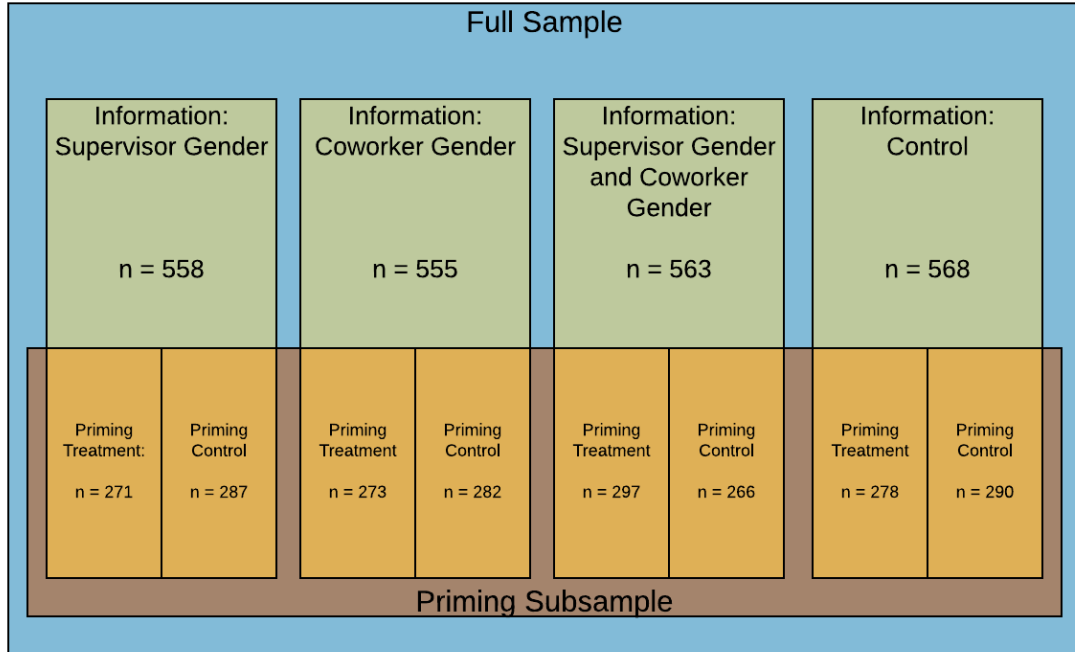 Full Sample
Information:
Supervisor Gender
n = 558
Information:
Coworker Gender
n = 555
Information:
Supervisor Gender
and Coworker
Gender
n = 563
Information:
Control
n = 568
Priming
Treatment:
n = 271
Priming
Control
n = 287
Priming
Treatment
n = 273
Priming
Control
n = 282
Priming
Treatment
n = 297
Priming
Control
n = 266
Priming
Treatment
n = 278
Priming
Control
n = 290
Priming Subsample